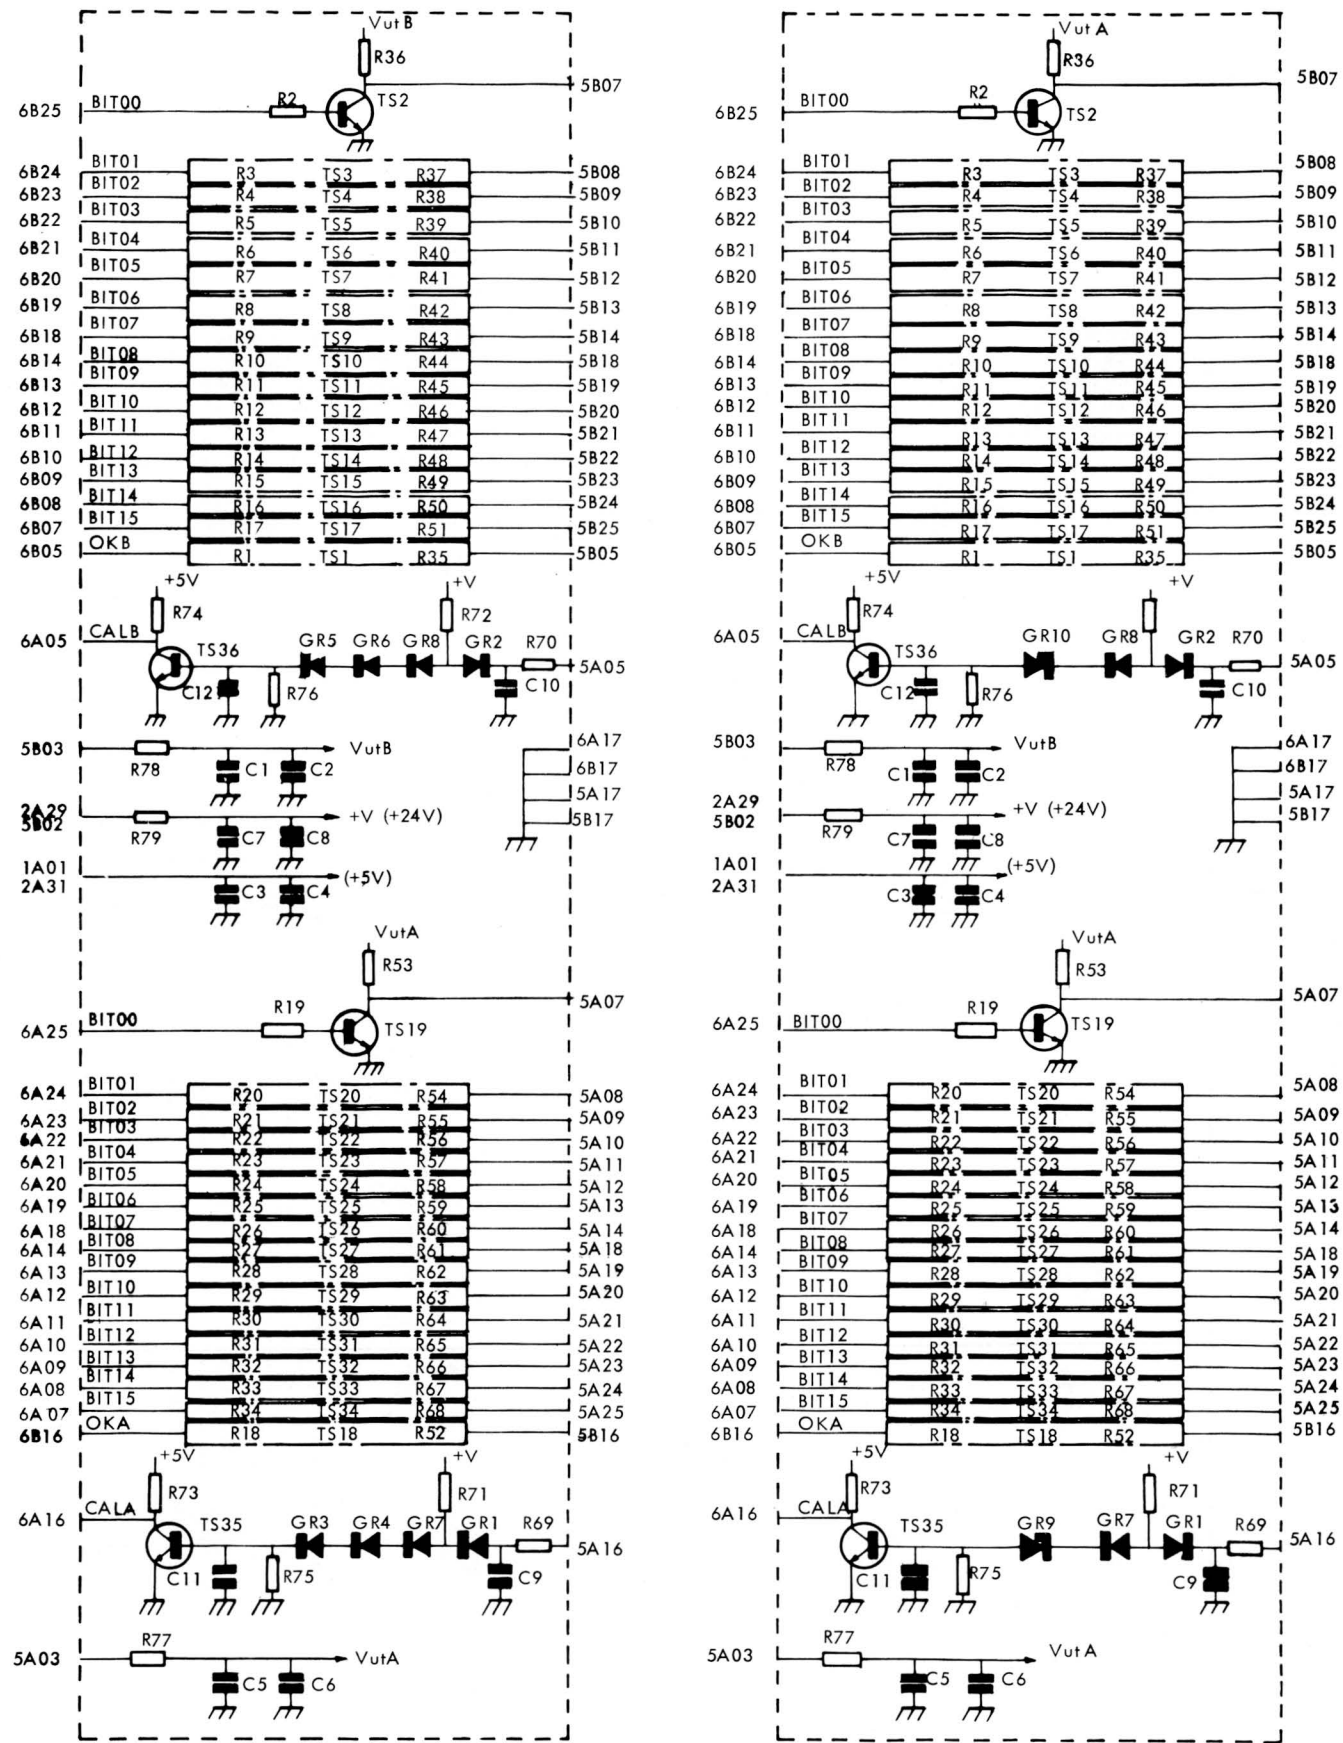 VutB
R36
5B07
R2
TS2
6B25 BIT00
6B24 BIT01 R3 TS3 R37 5B08
6B23 BIT02 R4 TS4 R38 5B09
6B22 BIT03 R5 TS5 R39 5B10
6B21 BIT04 R6 TS6 R40 5B11
6B20 BIT05 R7 TS7 R41 5B12
6B19 BIT06 R8 TS8 R42 5B13
6B18 BIT07 R9 TS9 R43 5B14
6B14 BIT08 R10 TS10 R44 5B18
6B13 BIT09 R11 TS11 R45 5B19
6B12 BIT10 R12 TS12 R46 5B20
6B11 BIT11 R13 TS13 R47 5B21
6B10 BIT12 R14 TS14 R48 5B22
6B09 BIT13 R15 TS15 R49 5B23
6B08 BIT14 R16 TS16 R50 5B24
6B07 BIT15 R17 TS17 R51 5B25
6B05 OKB R1 TS1 R35 5B05
+5V +V
R74 R72
6A05 CALB TS36 GR5 GR6 GR8 GR2 R70 5A05
C12 R76 C10
5B03 R78 C1 C2 VutB
6A17
6B17
5A17
5B17
2A29
5B02 R79 C7 C8 +V (+24V)
1A01
2A31 C3 C4 (+5V)
VutA
R53
5A07
R19
TS19
6A25 BIT00
6A24 BIT01 R20 TS20 R54 5A08
6A23 BIT02 R21 TS21 R55 5A09
6A22 BIT03 R22 TS22 R56 5A10
6A21 BIT04 R23 TS23 R57 5A11
6A20 BIT05 R24 TS24 R58 5A12
6A19 BIT06 R25 TS25 R59 5A13
6A18 BIT07 R26 TS26 R60 5A14
6A14 BIT08 R27 TS27 R61 5A18
6A13 BIT09 R28 TS28 R62 5A19
6A12 BIT10 R29 TS29 R63 5A20
6A11 BIT11 R30 TS30 R64 5A21
6A10 BIT12 R31 TS31 R65 5A22
6A09 BIT13 R32 TS32 R66 5A23
6A08 BIT14 R33 TS33 R67 5A24
6A07 BIT15 R34 TS34 R68 5A25
6B16 OKA R18 TS18 R52 5B16
+5V +V
R73 R71
6A16 CALA TS35 GR3 GR4 GR7 GR1 R69 5A16
C11 R75 C9
5A03 R77 C5 C6 VutA
VutA
R36
5B07
R2
TS2
6B25 BIT00
6B24 BIT01 R3 TS3 R37 5B08
6B23 BIT02 R4 TS4 R38 5B09
6B22 BIT03 R5 TS5 R39 5B10
6B21 BIT04 R6 TS6 R40 5B11
6B20 BIT05 R7 TS7 R41 5B12
6B19 BIT06 R8 TS8 R42 5B13
6B18 BIT07 R9 TS9 R43 5B14
6B14 BIT08 R10 TS10 R44 5B18
6B13 BIT09 R11 TS11 R45 5B19
6B12 BIT10 R12 TS12 R46 5B20
6B11 BIT11 R13 TS13 R47 5B21
6B10 BIT12 R14 TS14 R48 5B22
6B09 BIT13 R15 TS15 R49 5B23
6B08 BIT14 R16 TS16 R50 5B24
6B07 BIT15 R17 TS17 R51 5B25
6B05 OKB R1 TS1 R35 5B05
+5V +V
R74
6A05 CALB TS36 GR10 GR8 GR2 R70 5A05
C12 R76 C10
5B03 R78 C1 C2 VutB
6A17
6B17
5A17
5B17
2A29
5B02 R79 C7 C8 +V (+24V)
1A01
2A31 C3 C4 (+5V)
VutA
R53
5A07
R19
TS19
6A25 BIT00
6A24 BIT01 R20 TS20 R54 5A08
6A23 BIT02 R21 TS21 R55 5A09
6A22 BIT03 R22 TS22 R56 5A10
6A21 BIT04 R23 TS23 R57 5A11
6A20 BIT05 R24 TS24 R58 5A12
6A19 BIT06 R25 TS25 R59 5A13
6A18 BIT07 R26 TS26 R60 5A14
6A14 BIT08 R27 TS27 R61 5A18
6A13 BIT09 R28 TS28 R62 5A19
6A12 BIT10 R29 TS29 R63 5A20
6A11 BIT11 R30 TS30 R64 5A21
6A10 BIT12 R31 TS31 R65 5A22
6A09 BIT13 R32 TS32 R66 5A23
6A08 BIT14 R33 TS33 R67 5A24
6A07 BIT15 R34 TS34 R68 5A25
6B16 OKA R18 TS18 R52 5B16
+5V +V
R73 R71
6A16 CALA TS35 GR9 GR7 GR1 R69 5A16
C11 R75 C9
5A03 R77 C5 C6 VutA